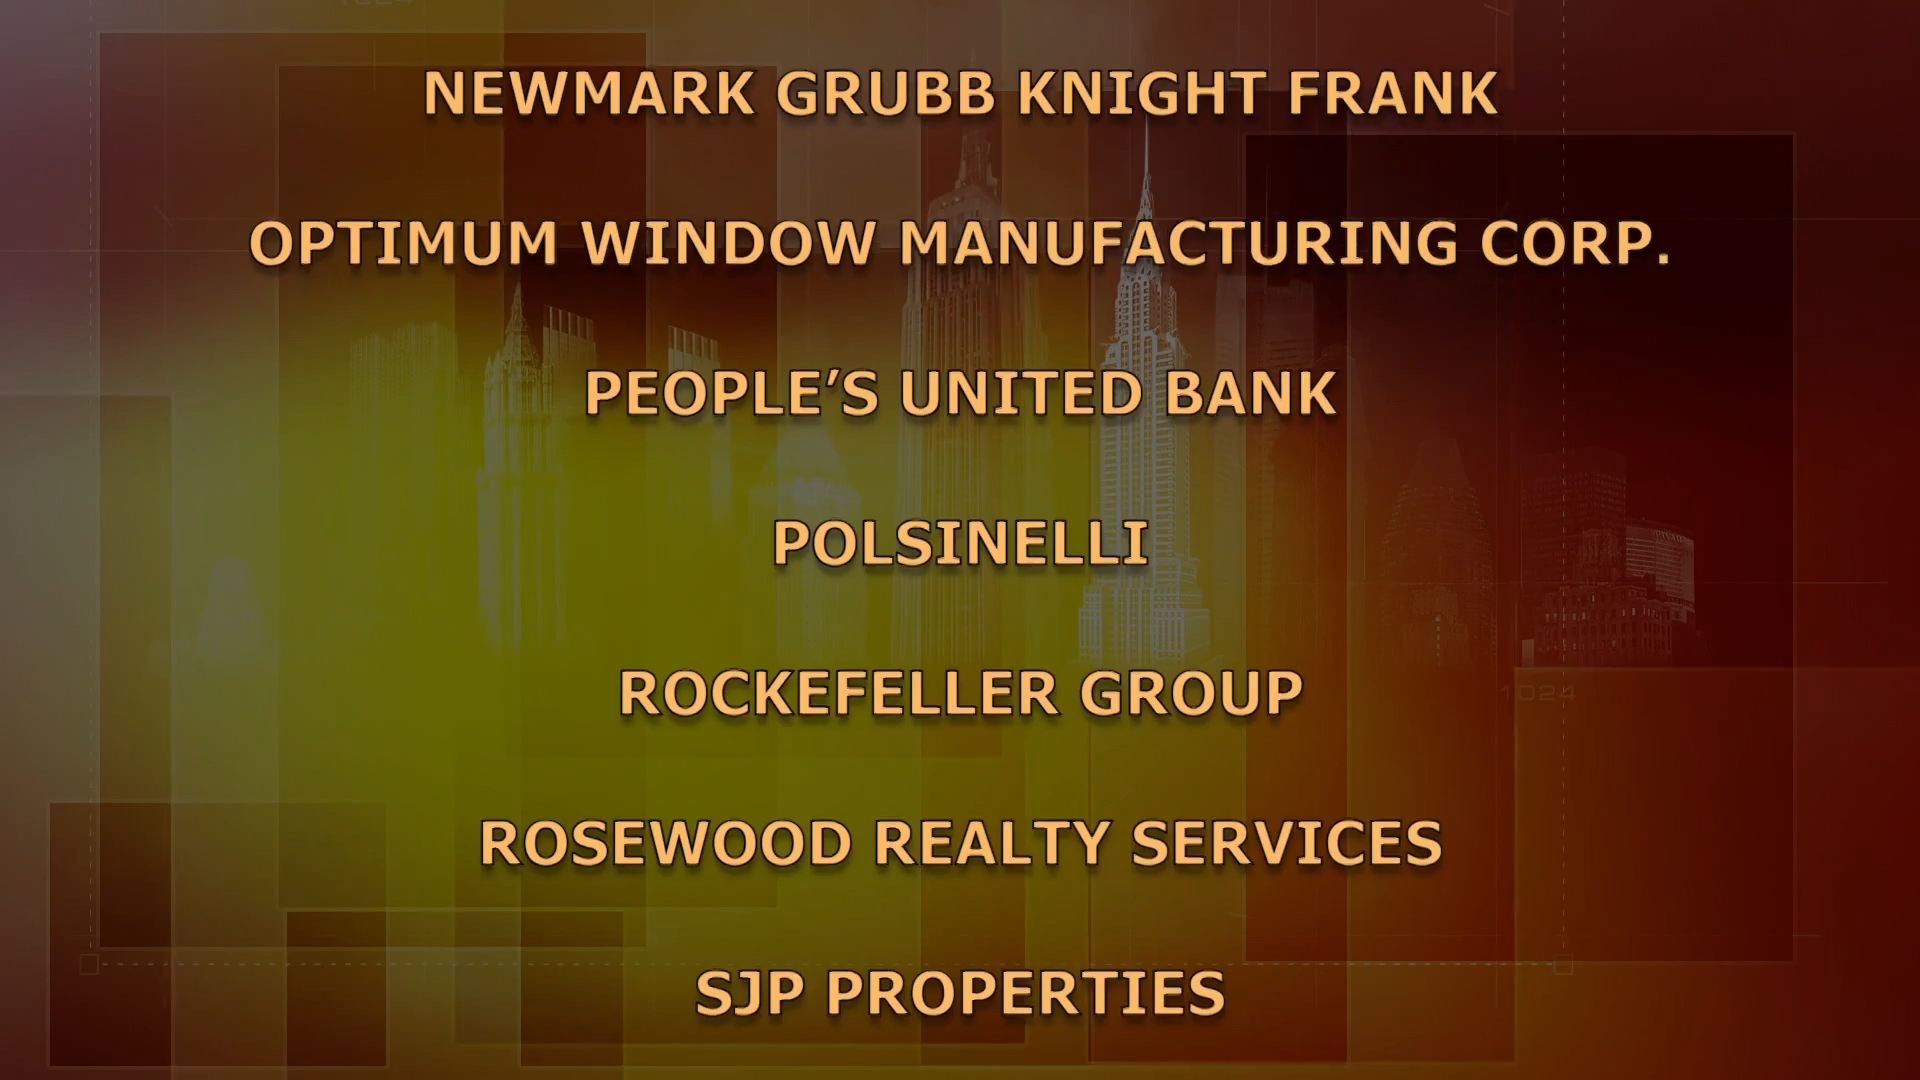 NEWMARK GRUBB KNIGHT FRANK
OPTIMUM WINDOW MANUFACTURING CORP.
PEOPLE’S UNITED BANK
POLSINELLI
ROCKEFELLER GROUP
1024
ROSEWOOD REALTY SERVICES
SJP PROPERTIES